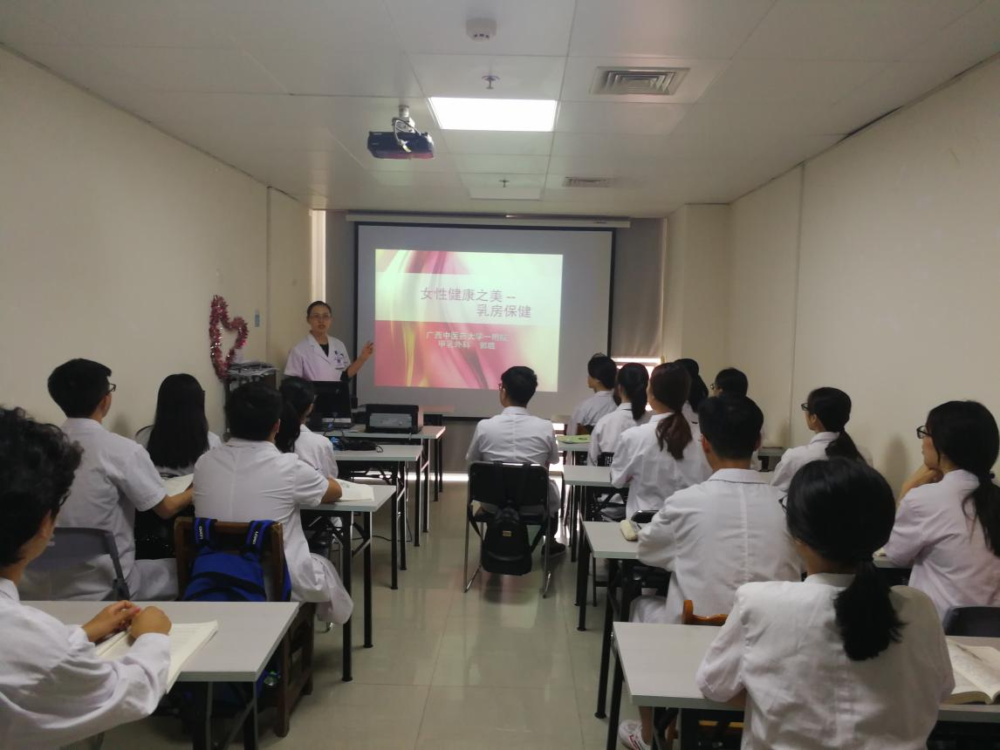 女性健康之美--
乳房保健
广西中医药大学一附院
甲乳外科